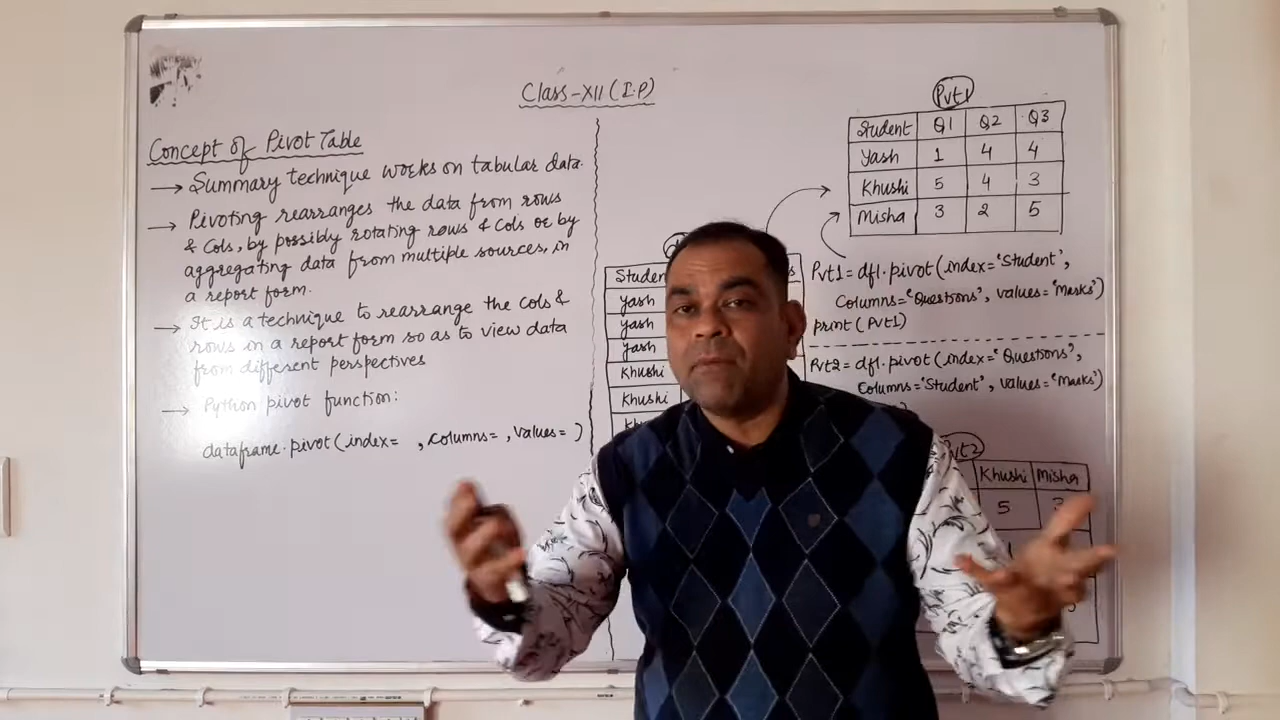 Class-XII (I.P)
Concept of Pivot Table
→ Summary technique works on tabular data.
→ Pivoting rearranges the data from rows
& Cols, by possibly rotating rows & Cols or by
aggregating data from multiple sources, in
a report form.
→ It is a technique to rearrange the Cols &
rows in a report form so as to view data
from different perspectives
→ Python pivot function:
dataframe.pivot(index= , columns= , values= )
Student
Yash
Yash
Yash
Khushi
Khushi
Pvt1
Student Q1 Q2 Q3
Yash 1 4 4
Khushi 5 4 3
Misha 3 2 5
Pvt1 = df1.pivot(index='Student',
Columns='Questions', values='Marks')
print(Pvt1)
Pvt2 = df1.pivot(index='Questions',
Columns='Student', values='Marks')
Pvt2
Khushi Misha
5 3